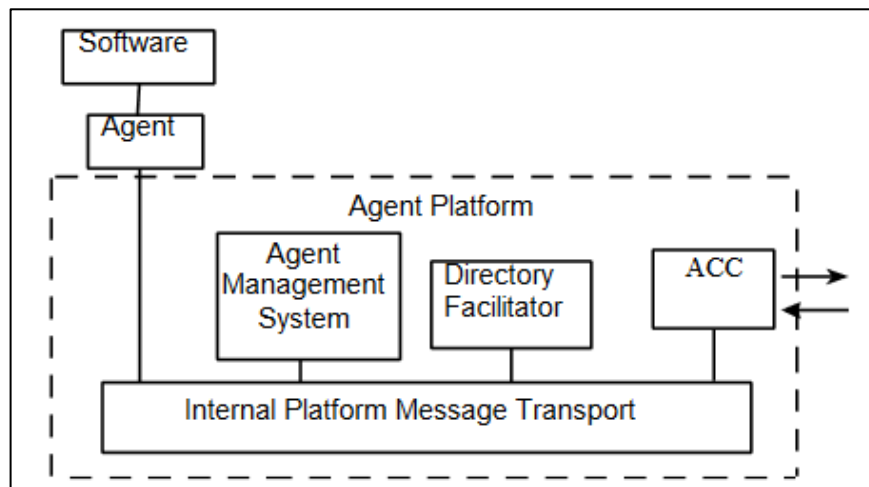 Software
Agent
Agent Platform
Agent
Management
System
Directory
Facilitator
ACC
Internal Platform Message Transport